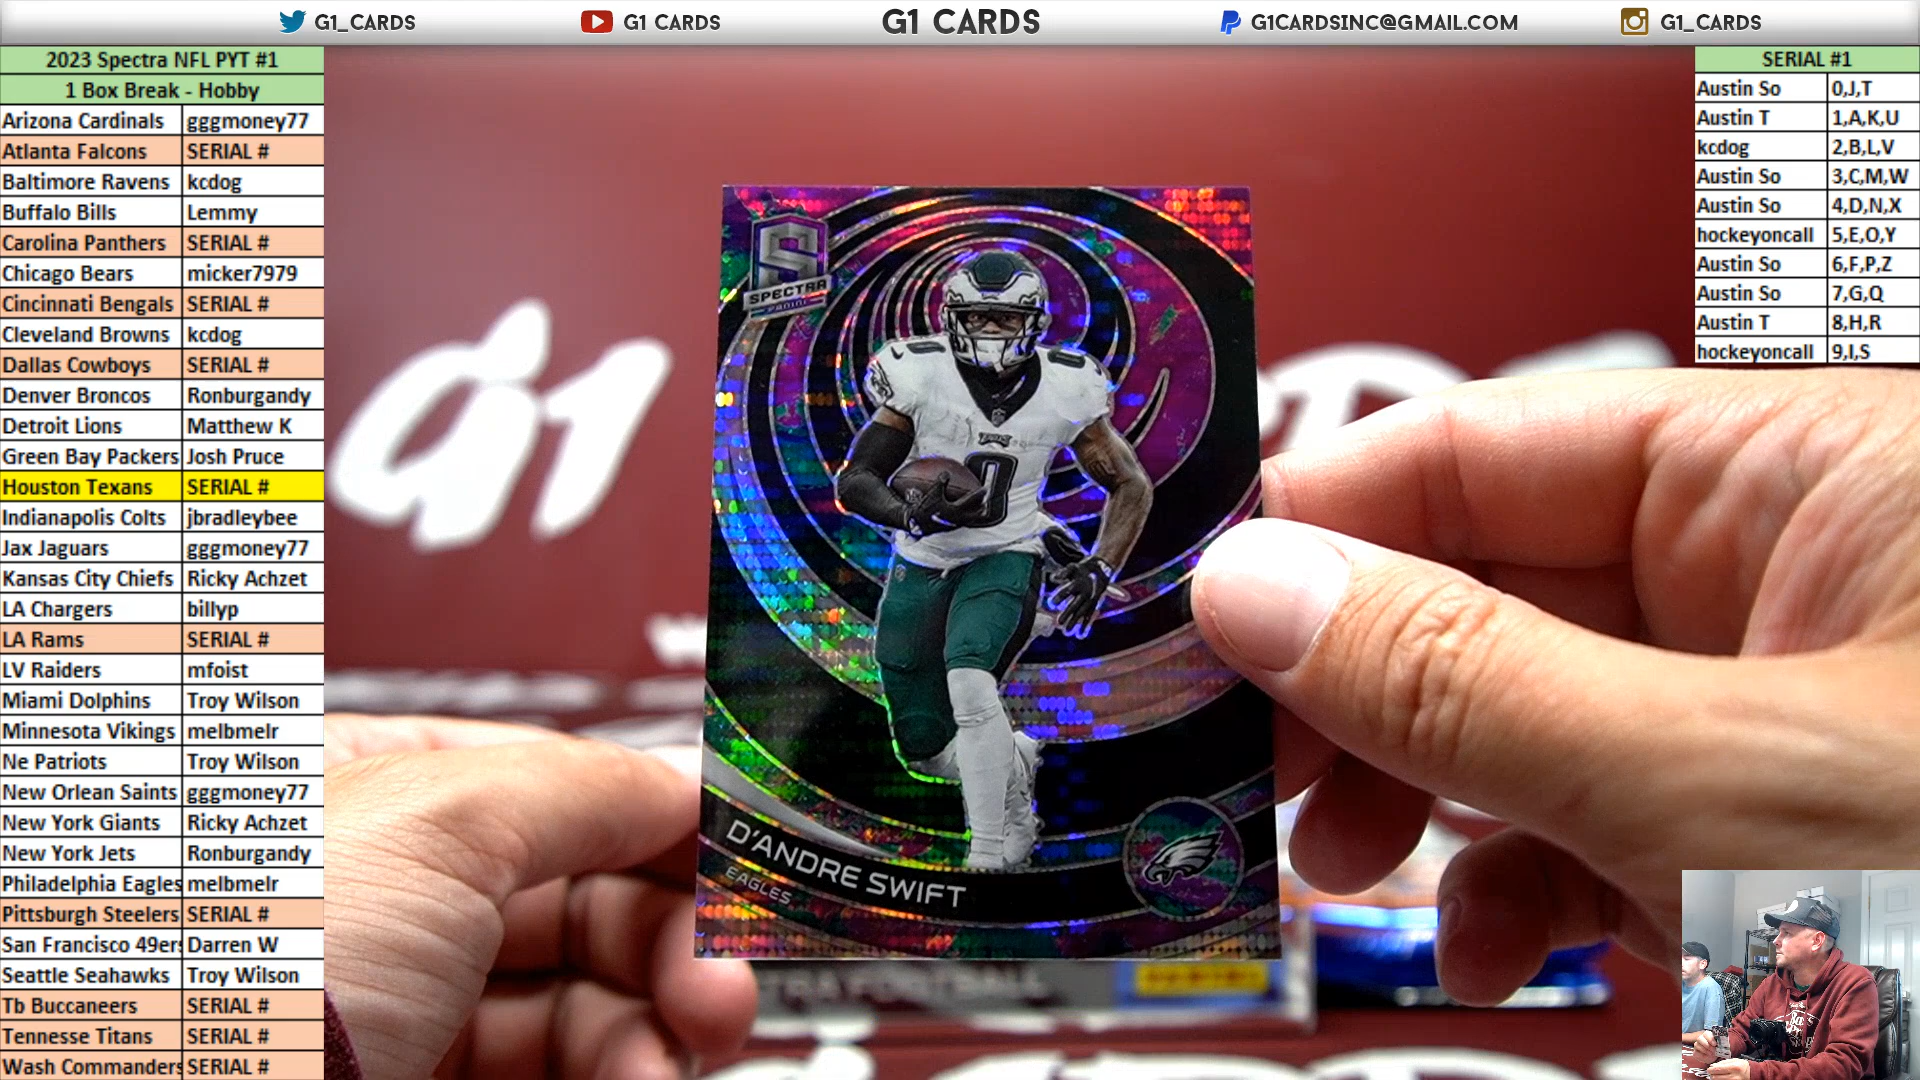 G1_CARDS
G1 CARDS
G1 CARDS
G1CARDSINC@GMAIL.COM
G1_CARDS
2023 Spectra NFL PYT #1
1 Box Break - Hobby
Arizona Cardinals gggmoney77
Atlanta Falcons SERIAL #
Baltimore Ravens kcdog
Buffalo Bills Lemmy
Carolina Panthers SERIAL #
Chicago Bears micker7979
Cincinnati Bengals SERIAL #
Cleveland Browns kcdog
Dallas Cowboys SERIAL #
Denver Broncos Ronburgandy
Detroit Lions Matthew K
Green Bay Packers Josh Pruce
Houston Texans SERIAL #
Indianapolis Colts jbradleybee
Jax Jaguars gggmoney77
Kansas City Chiefs Ricky Achzet
LA Chargers billyp
LA Rams SERIAL #
LV Raiders mfoist
Miami Dolphins Troy Wilson
Minnesota Vikings melbmelr
Ne Patriots Troy Wilson
New Orlean Saints gggmoney77
New York Giants Ricky Achzet
New York Jets Ronburgandy
Philadelphia Eagles melbmelr
Pittsburgh Steelers SERIAL #
San Francisco 49ers Darren W
Seattle Seahawks Troy Wilson
Tb Buccaneers SERIAL #
Tennesse Titans SERIAL #
Wash Commanders SERIAL #
G1
S
SPECTRA
PANINI
0 0
EAGLES
0
D'ANDRE SWIFT
EAGLES
FOOTBALL
PANINI
SERIAL #1
Austin So 0,J,T
Austin T 1,A,K,U
kcdog 2,B,L,V
Austin So 3,C,M,W
Austin So 4,D,N,X
hockeyoncall 5,E,O,Y
Austin So 6,F,P,Z
Austin So 7,G,Q
Austin T 8,H,R
hockeyoncall 9,I,S